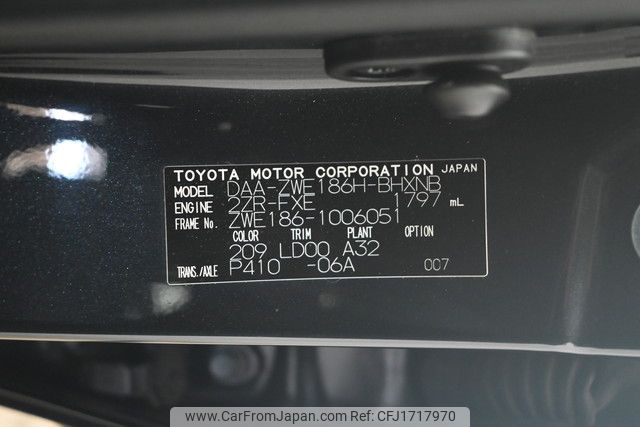 TOYOTA MOTOR CORPORATION JAPAN
MODEL DAA-ZWE186H-BHXNB
ENGINE 2ZR-FXE 1797 mL
FRAME No. ZWE186-1006051
COLOR TRIM PLANT OPTION
209 LD00 A32
TRANS./AXLE P410 -06A 007
www.CarFromJapan.com Ref.No: CFJ1717970